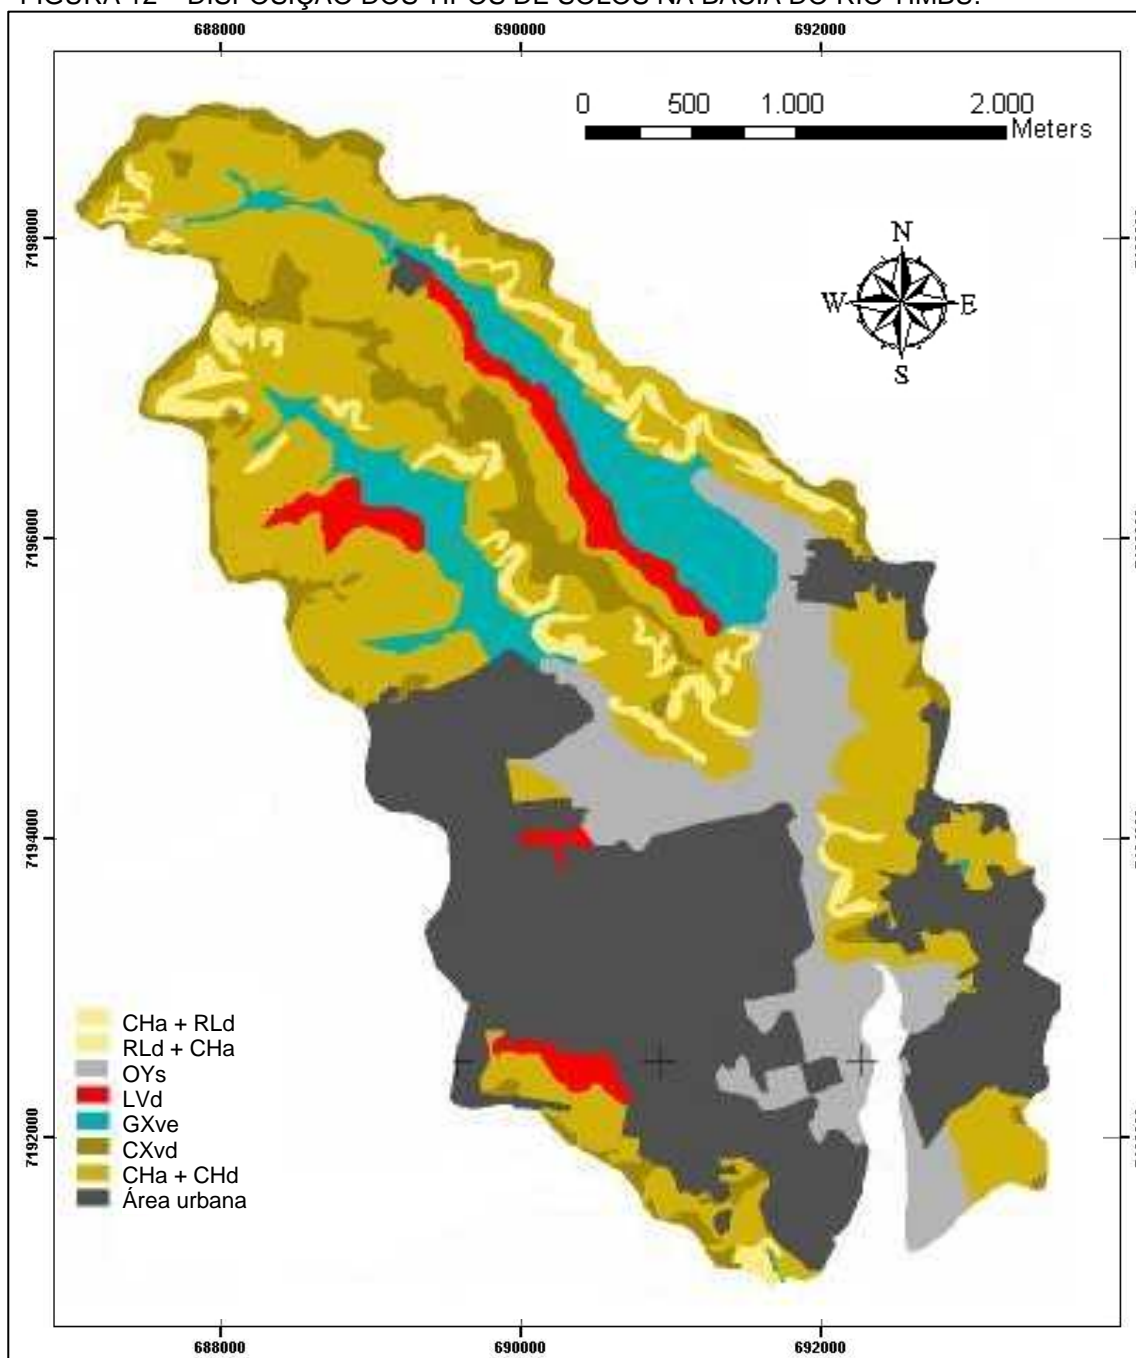 FIGURA 12 – DISPOSIÇÃO DOS TIPOS DE SOLOS NA BACIA DO RIO TIMBU.
688000 690000 692000
0 500 1.000 2.000
Meters
N
W E
S
7198000
7196000
7194000
7192000
CHa + RLd
RLd + CHa
OYs
LVd
GXve
CXvd
CHa + CHd
Área urbana
688000 690000 692000